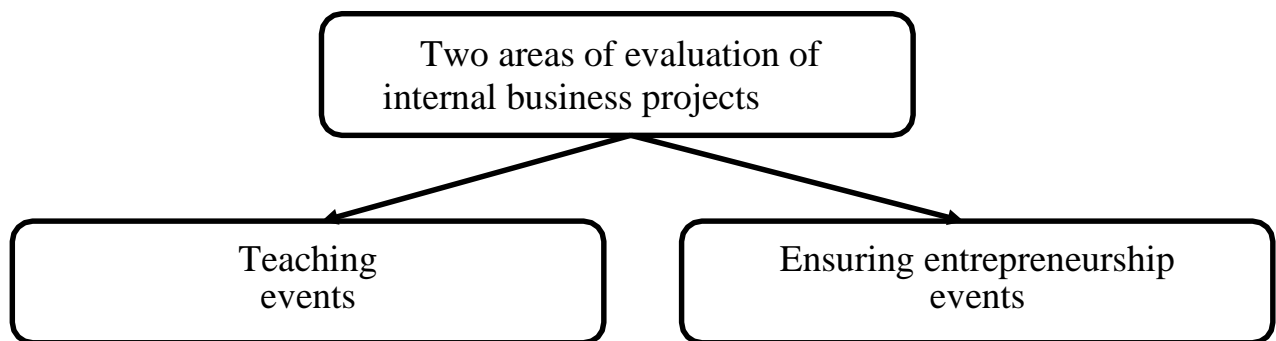 Two areas of evaluation of
internal business projects
Teaching
events
Ensuring entrepreneurship
events